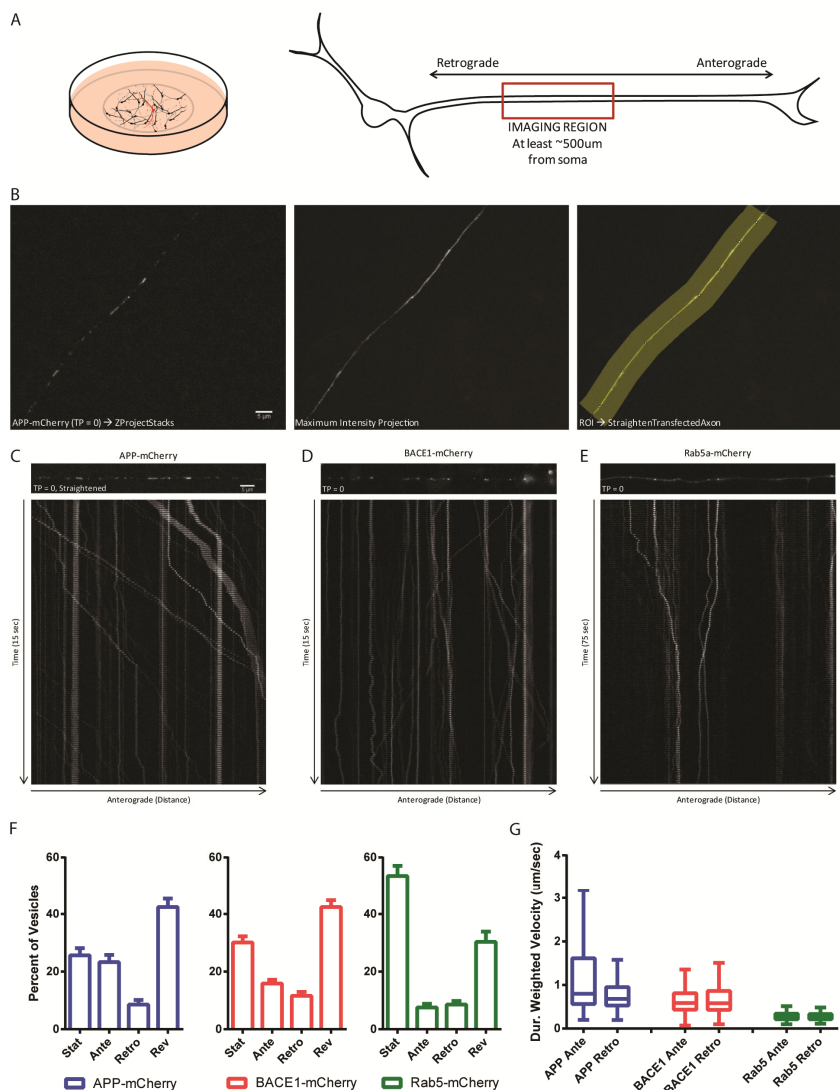 A
Retrograde
Anterograde
IMAGING REGION
At least ~500um
from soma
B
5 μm
APP-mCherry (TP = 0) → ZProjectStacks
Maximum Intensity Projection
ROI → StraightenTransfectedAxon
C
APP-mCherry
D
BACE1-mCherry
E
Rab5a-mCherry
TP = 0, Straightened
5 μm
TP = 0
TP = 0
Time (15 sec)
Time (15 sec)
Time (75 sec)
Anterograde (Distance)
Anterograde (Distance)
Anterograde (Distance)
F
Percent of Vesicles
60
40
20
0
Stat
Ante
Retro
Rev
60
40
20
0
Stat
Ante
Retro
Rev
60
40
20
0
Stat
Ante
Retro
Rev
APP-mCherry
BACE1-mCherry
Rab5-mCherry
G
Dur. Weighted Velocity (um/sec)
4
3
2
1
0
APP Ante
APP Retro
BACE1 Ante
BACE1 Retro
Rab5 Ante
Rab5 Retro